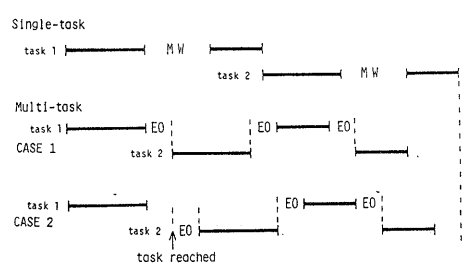 Single-task
task 1 MW
task 2 MW
Multi-task
task 1 EO EO EO
CASE 1 task 2
task 1 EO EO
CASE 2
task 2 EO
task reached